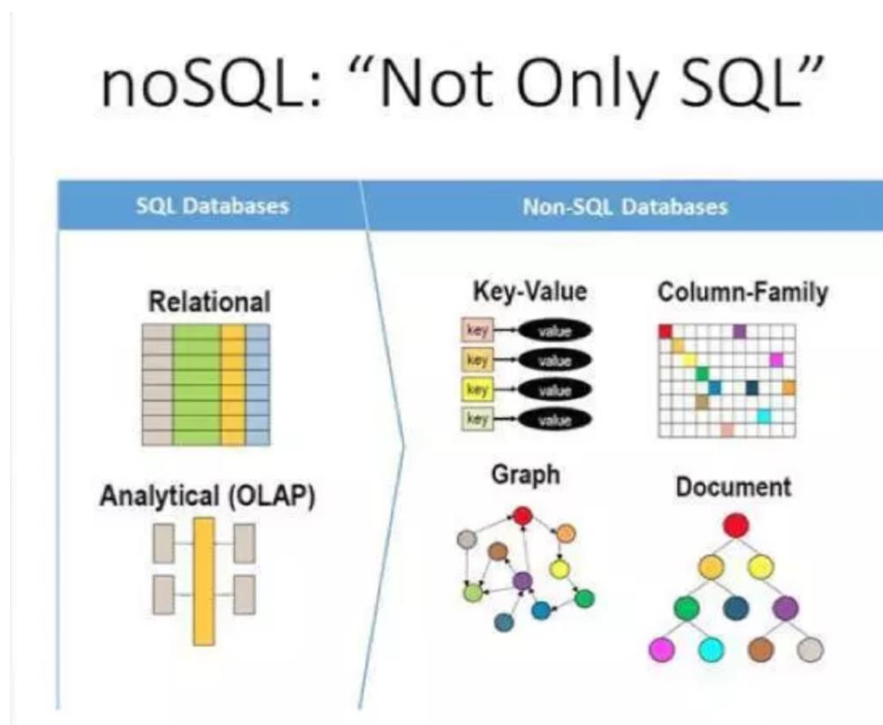 noSQL: “Not Only SQL”
SQL Databases
Non-SQL Databases
Relational
Analytical (OLAP)
Key-Value
key value
key value
key value
key value
Column-Family
Graph
Document